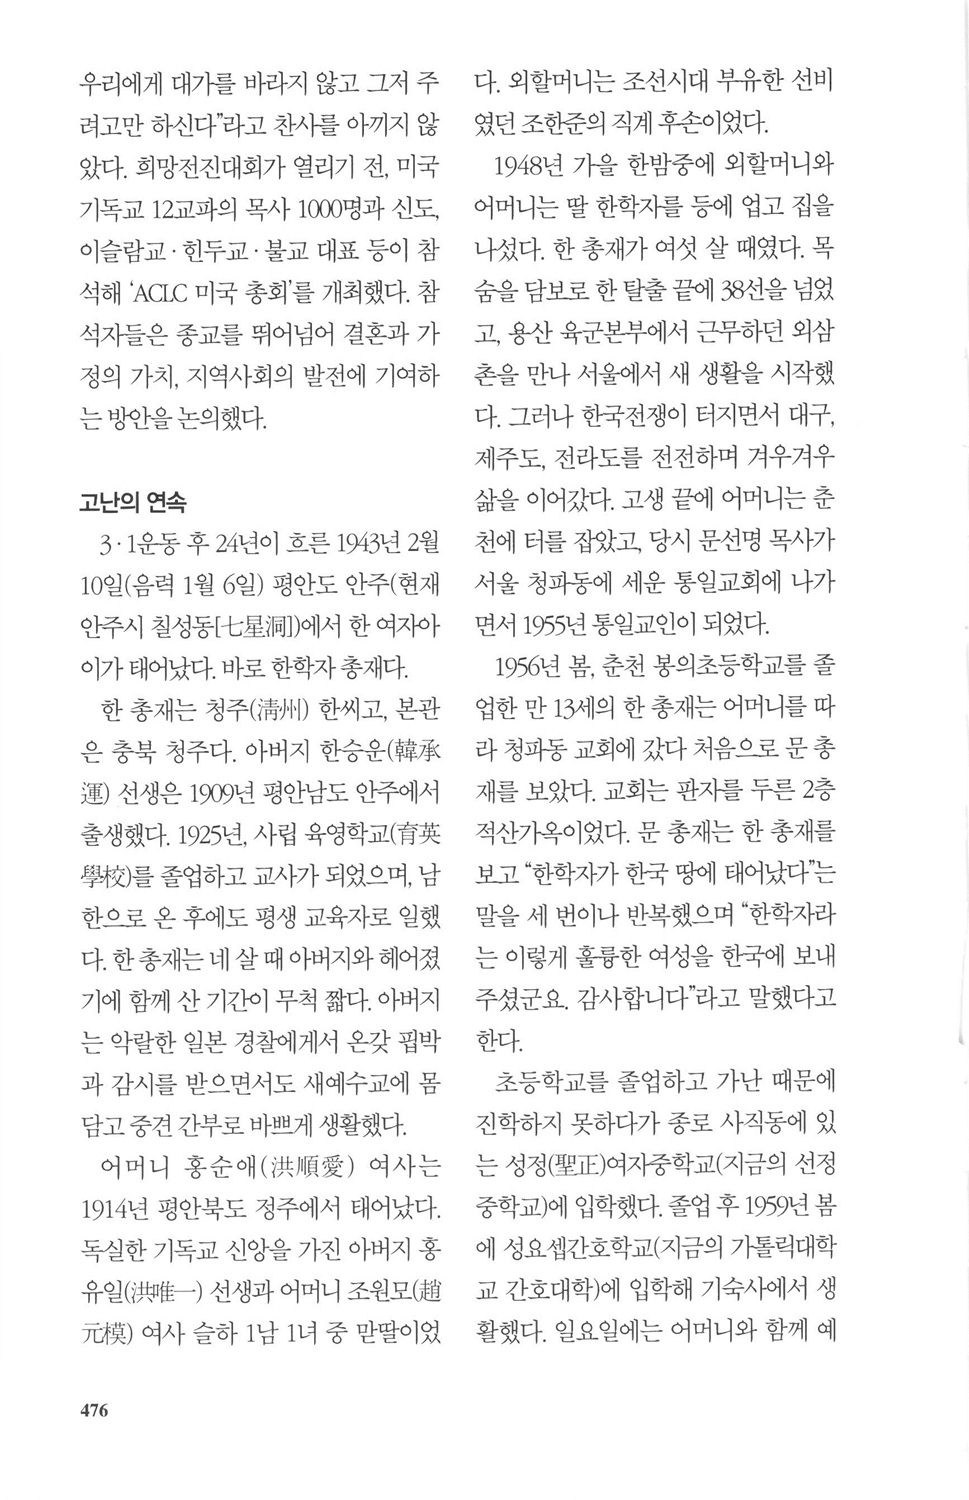 우리에게 대가를 바라지 않고 그저 주
려고만 하신다”라고 찬사를 아끼지 않
았다. 희망전진대회가 열리기 전, 미국
기독교 12교파의 목사 1000명과 신도,
이슬람교·힌두교·불교 대표 등이 참
석해 ‘ACLC 미국 총회’를 개최했다. 참
석자들은 종교를 뛰어넘어 결혼과 가
정의 가치, 지역사회의 발전에 기여하
는 방안을 논의했다.
고난의 연속
3·1운동 후 24년이 흐른 1943년 2월
10일(음력 1월 6일) 평안도 안주(현재
안주시 칠성동[七星洞])에서 한 여자아
이가 태어났다. 바로 한학자 총재다.
한 총재는 청주(淸州) 한씨고, 본관
은 충북 청주다. 아버지 한승운(韓承
運) 선생은 1909년 평안남도 안주에서
출생했다. 1925년, 사립 육영학교(育英
學校)를 졸업하고 교사가 되었으며, 남
한으로 온 후에도 평생 교육자로 일했
다. 한 총재는 네 살 때 아버지와 헤어졌
기에 함께 산 기간이 무척 짧다. 아버지
는 악랄한 일본 경찰에게서 온갖 핍박
과 감시를 받으면서도 새예수교에 몸
담고 중견 간부로 바쁘게 생활했다.
어머니 홍순애(洪順愛) 여사는
1914년 평안북도 정주에서 태어났다.
독실한 기독교 신앙을 가진 아버지 홍
유일(洪唯一) 선생과 어머니 조원모(趙
元模) 여사 슬하 1남 1녀 중 맏딸이었
다. 외할머니는 조선시대 부유한 선비
였던 조한준의 직계 후손이었다.
1948년 가을 한밤중에 외할머니와
어머니는 딸 한학자를 등에 업고 집을
나섰다. 한 총재가 여섯 살 때였다. 목
숨을 담보로 한 탈출 끝에 38선을 넘었
고, 용산 육군본부에서 근무하던 외삼
촌을 만나 서울에서 새 생활을 시작했
다. 그러나 한국전쟁이 터지면서 대구,
제주도, 전라도를 전전하며 겨우겨우
삶을 이어갔다. 고생 끝에 어머니는 춘
천에 터를 잡았고, 당시 문선명 목사가
서울 청파동에 세운 통일교회에 나가
면서 1955년 통일교인이 되었다.
1956년 봄, 춘천 봉의초등학교를 졸
업한 만 13세의 한 총재는 어머니를 따
라 청파동 교회에 갔다 처음으로 문 총
재를 보았다. 교회는 판자를 두른 2층
적산가옥이었다. 문 총재는 한 총재를
보고 “한학자가 한국 땅에 태어났다”는
말을 세 번이나 반복했으며 “한학자라
는 이렇게 훌륭한 여성을 한국에 보내
주셨군요. 감사합니다”라고 말했다고
한다.
초등학교를 졸업하고 가난 때문에
진학하지 못하다가 종로 사직동에 있
는 성정(聖正)여자중학교(지금의 선정
중학교)에 입학했다. 졸업 후 1959년 봄
에 성요셉간호학교(지금의 가톨릭대학
교 간호대학)에 입학해 기숙사에서 생
활했다. 일요일에는 어머니와 함께 예
476